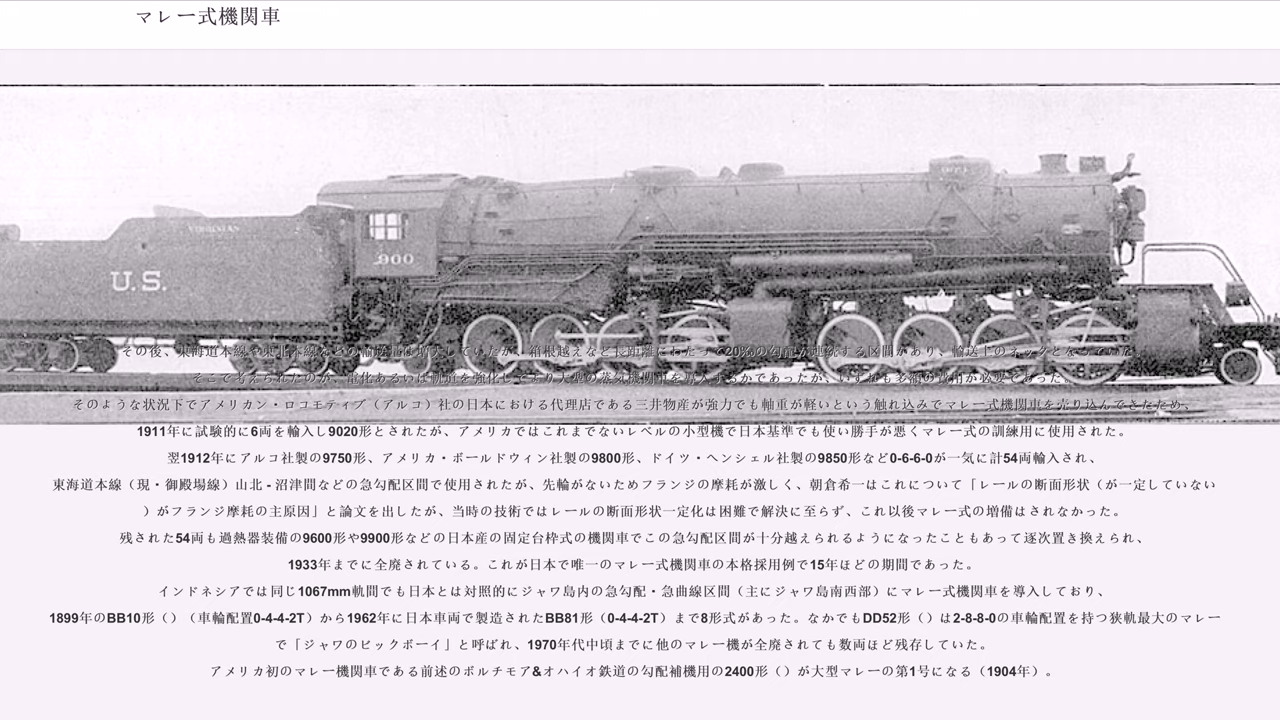 マレー式機関車
VIRGINIAN
900
U.S.
その後、東海道本線や東北本線などの輸送量は増大していたが、箱根越えなど長距離にわたって20‰の勾配が連続する区間があり、輸送上のネックとなっていた。
そこで考えられたのが、電化あるいは軌道を強化してより大型の蒸気機関車を導入するかであったが、いずれも多額の費用が必要であった。
そのような状況下でアメリカン・ロコモティブ（アルコ）社の日本における代理店である三井物産が強力でも軸重が軽いという触れ込みでマレー式機関車を売り込んできたため、
1911年に試験的に6両を輸入し9020形とされたが、アメリカではこれまでないレベルの小型機で日本基準でも使い勝手が悪くマレー式の訓練用に使用された。
翌1912年にアルコ社製の9750形、アメリカ・ボールドウィン社製の9800形、ドイツ・ヘンシェル社製の9850形など0-6-6-0が一気に計54両輸入され、
東海道本線（現・御殿場線）山北 - 沼津間などの急勾配区間で使用されたが、先輪がないためフランジの摩耗が激しく、朝倉希一はこれについて「レールの断面形状（が一定していない
）がフランジ摩耗の主原因」と論文を出したが、当時の技術ではレールの断面形状一定化は困難で解決に至らず、これ以後マレー式の増備はされなかった。
残された54両も過熱器装備の9600形や9900形などの日本産の固定台枠式の機関車でこの急勾配区間が十分越えられるようになったこともあって逐次置き換えられ、
1933年までに全廃されている。これが日本で唯一のマレー式機関車の本格採用例で15年ほどの期間であった。
インドネシアでは同じ1067mm軌間でも日本とは対照的にジャワ島内の急勾配・急曲線区間（主にジャワ島南西部）にマレー式機関車を導入しており、
1899年のBB10形（）（車輪配置0-4-4-2T）から1962年に日本車両で製造されたBB81形（0-4-4-2T）まで8形式があった。なかでもDD52形（）は2-8-8-0の車輪配置を持つ狭軌最大のマレー
で「ジャワのビックボーイ」と呼ばれ、1970年代中頃までに他のマレー機が全廃されても数両ほど残存していた。
アメリカ初のマレー機関車である前述のボルチモア&オハイオ鉄道の勾配補機用の2400形（）が大型マレーの第1号になる（1904年）。